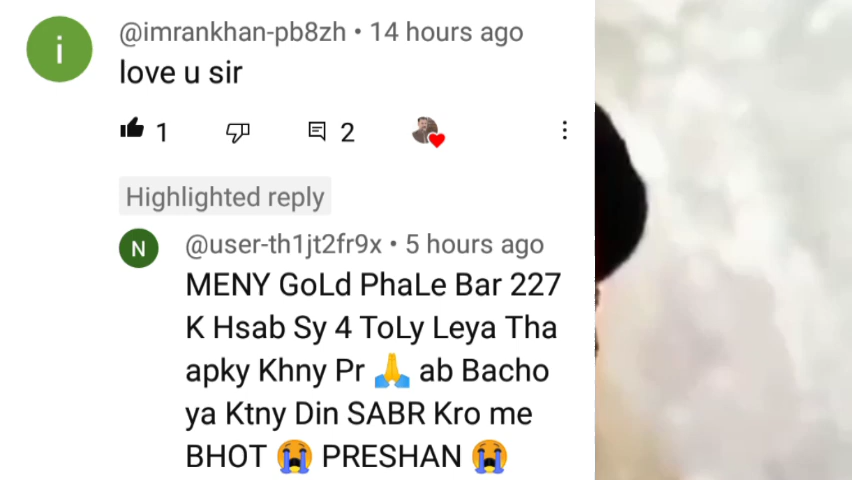 i
@imrankhan-pb8zh • 14 hours ago
love u sir
1
2
Highlighted reply
N
@user-th1jt2fr9x • 5 hours ago
MENY GoLd PhaLe Bar 227
K Hsab Sy 4 ToLy Leya Tha
apky Khny Pr 🙏 ab Bacho
ya Ktny Din SABR Kro me
BHOT 😭 PRESHAN 😭